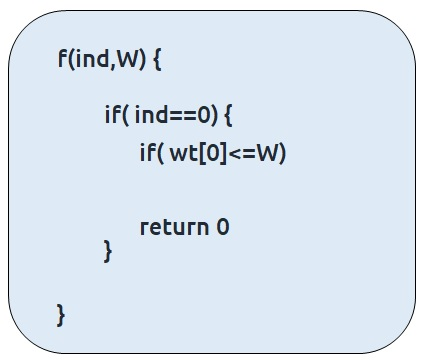 f(ind,W) {
if( ind==0) {
if( wt[0]<=W)
return 0
}
}